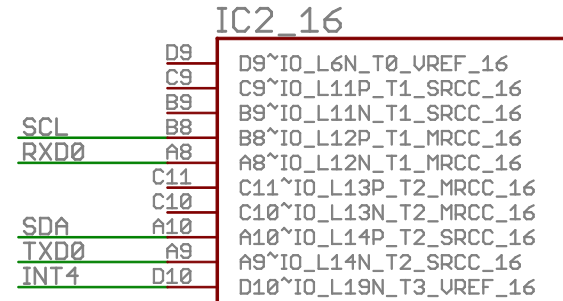 IC2_16
D9 D9~IO_L6N_T0_VREF_16
C9 C9~IO_L11P_T1_SRCC_16
B9 B9~IO_L11N_T1_SRCC_16
SCL B8 B8~IO_L12P_T1_MRCC_16
RXD0 A8 A8~IO_L12N_T1_MRCC_16
C11 C11~IO_L13P_T2_MRCC_16
C10 C10~IO_L13N_T2_MRCC_16
SDA A10 A10~IO_L14P_T2_SRCC_16
TXD0 A9 A9~IO_L14N_T2_SRCC_16
INT4 D10 D10~IO_L19N_T3_VREF_16